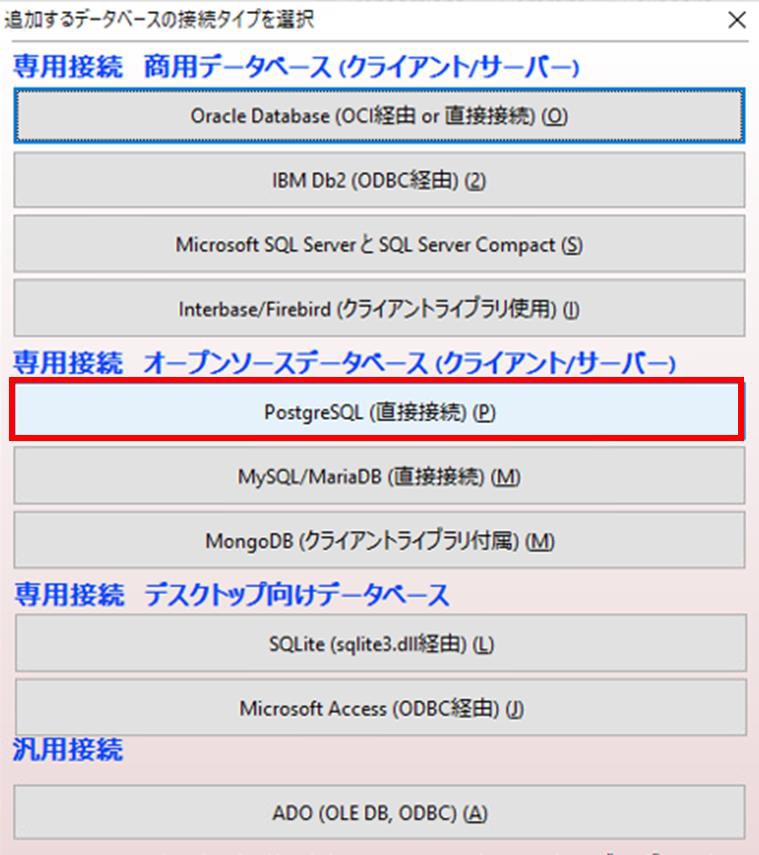 追加するデータベースの接続タイプを選択
専用接続 商用データベース (クライアント/サーバー)
Oracle Database (OCI経由 or 直接接続) (O)
IBM Db2 (ODBC経由) (2)
Microsoft SQL Serverと SQL Server Compact (S)
Interbase/Firebird (クライアントライブラリ使用) (I)
専用接続 オープンソースデータベース (クライアント/サーバー)
PostgreSQL (直接接続) (P)
MySQL/MariaDB (直接接続) (M)
MongoDB (クライアントライブラリ付属) (M)
専用接続 デスクトップ向けデータベース
SQLite (sqlite3.dll経由) (L)
Microsoft Access (ODBC経由) (J)
汎用接続
ADO (OLE DB, ODBC) (A)